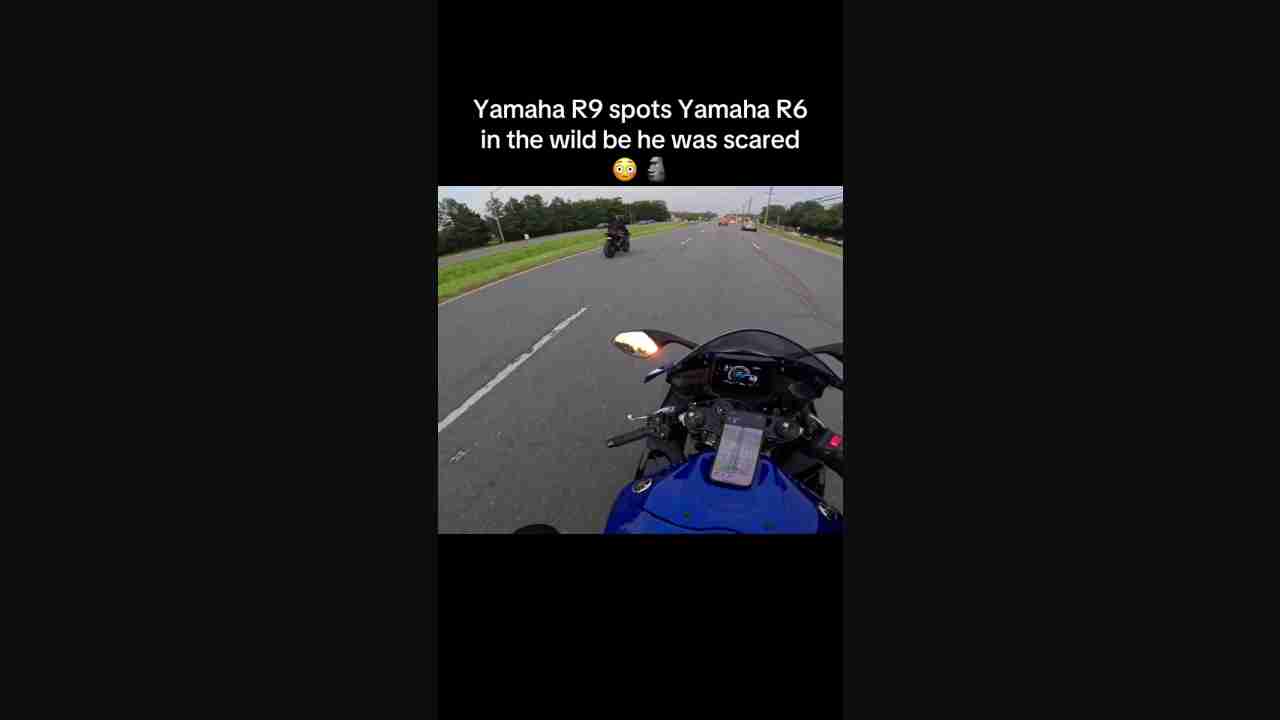 Yamaha R9 spots Yamaha R6
in the wild be he was scared
😳 🗿